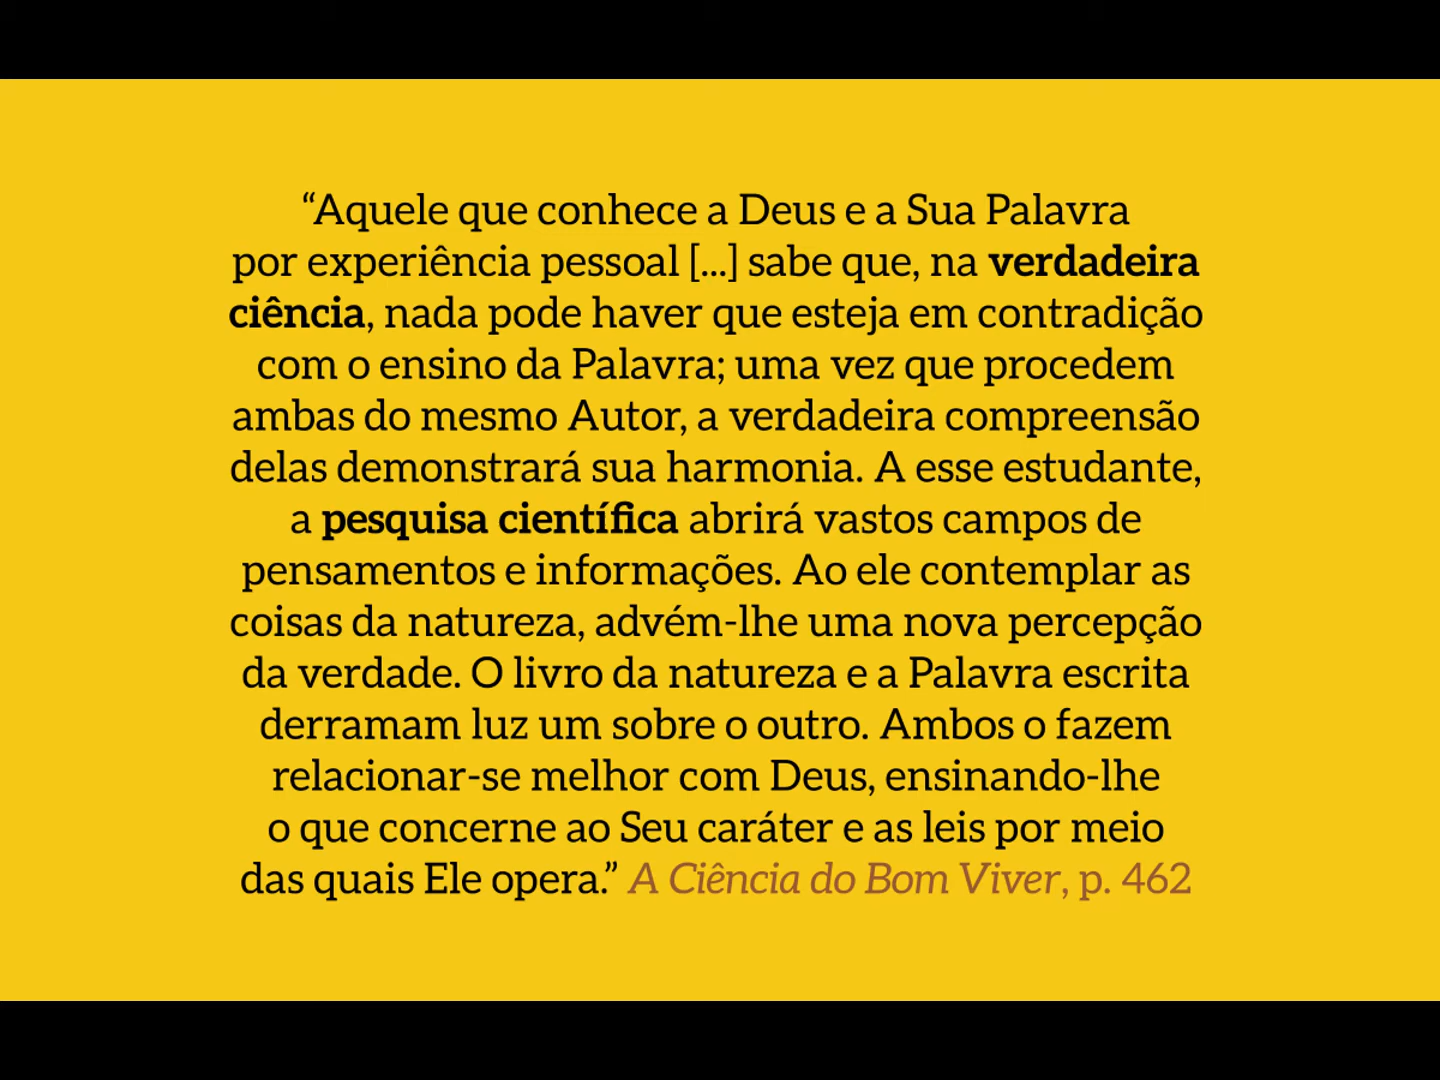 “Aquele que conhece a Deus e a Sua Palavra
por experiência pessoal [...] sabe que, na verdadeira
ciência, nada pode haver que esteja em contradição
com o ensino da Palavra; uma vez que procedem
ambas do mesmo Autor, a verdadeira compreensão
delas demonstrará sua harmonia. A esse estudante,
a pesquisa científica abrirá vastos campos de
pensamentos e informações. Ao ele contemplar as
coisas da natureza, advém-lhe uma nova percepção
da verdade. O livro da natureza e a Palavra escrita
derramam luz um sobre o outro. Ambos o fazem
relacionar-se melhor com Deus, ensinando-lhe
o que concerne ao Seu caráter e as leis por meio
das quais Ele opera.” A Ciência do Bom Viver, p. 462